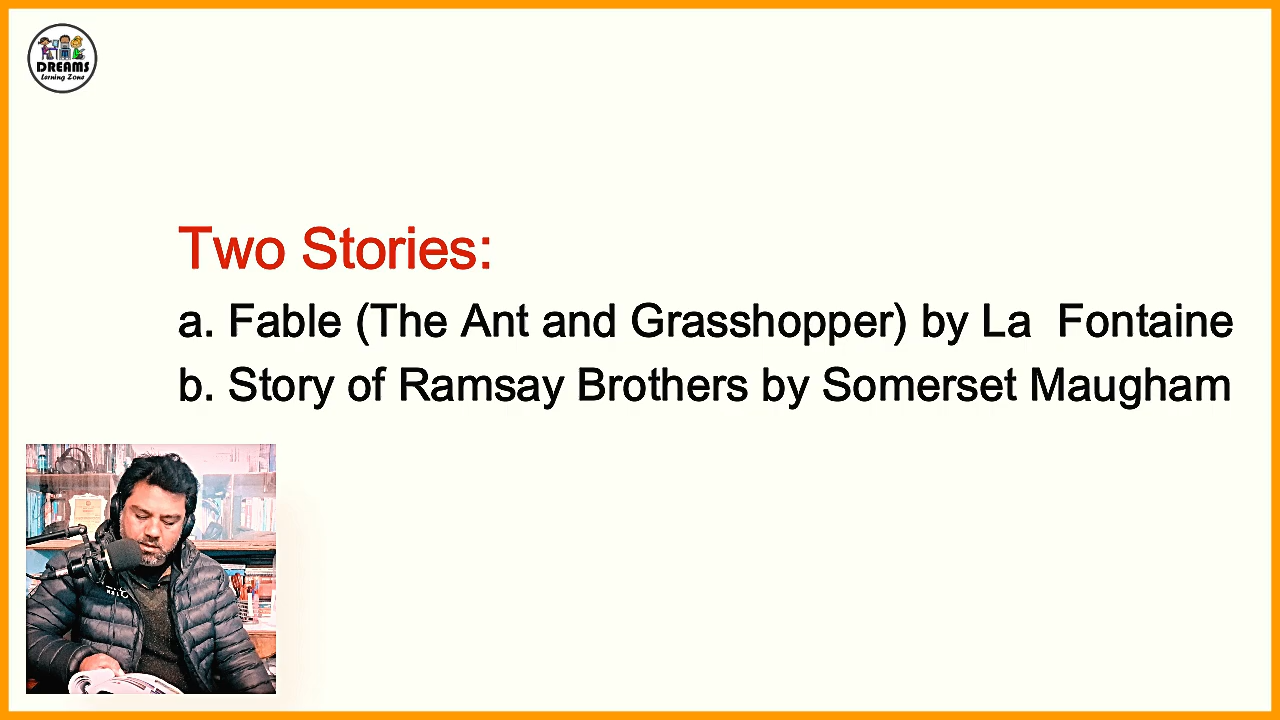 DREAMS
Lerning Zone
Two Stories:
a. Fable (The Ant and Grasshopper) by La  Fontaine
b. Story of Ramsay Brothers by Somerset Maugham